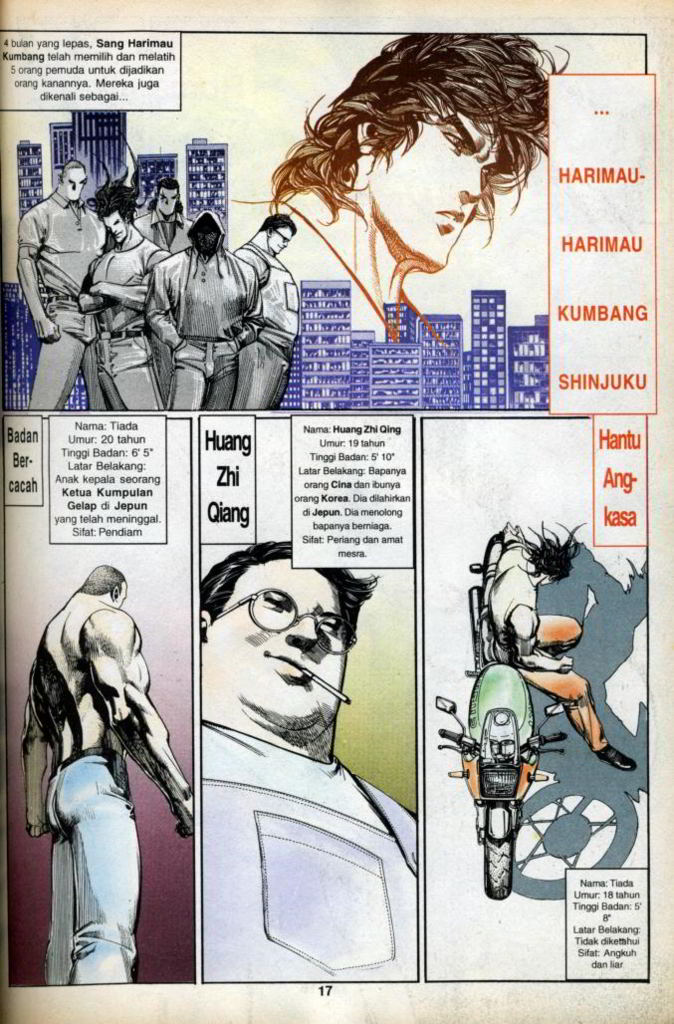 4 bulan yang lepas, Sang Harimau
Kumbang telah memilih dan melatih
5 orang pemuda untuk dijadikan
orang kanannya. Mereka juga
dikenali sebagai...
...
HARIMAU-
HARIMAU
KUMBANG
SHINJUKU
Badan
Ber-
cacah
Nama: Tiada
Umur: 20 tahun
Tinggi Badan: 6' 5"
Latar Belakang:
Anak kepala seorang
Ketua Kumpulan
Gelap di Jepun
yang telah meninggal.
Sifat: Pendiam
Huang
Zhi
Qiang
Nama: Huang Zhi Qing
Umur: 19 tahun
Tinggi Badan: 5' 10"
Latar Belakang: Bapanya
orang Cina dan ibunya
orang Korea. Dia dilahirkan
di Jepun. Dia menolong
bapanya berniaga.
Sifat: Periang dan amat
mesra.
Hantu
Ang-
kasa
Nama: Tiada
Umur: 18 tahun
Tinggi Badan: 5'
8"
Latar Belakang:
Tidak diketahui
Sifat: Angkuh
dan liar
17